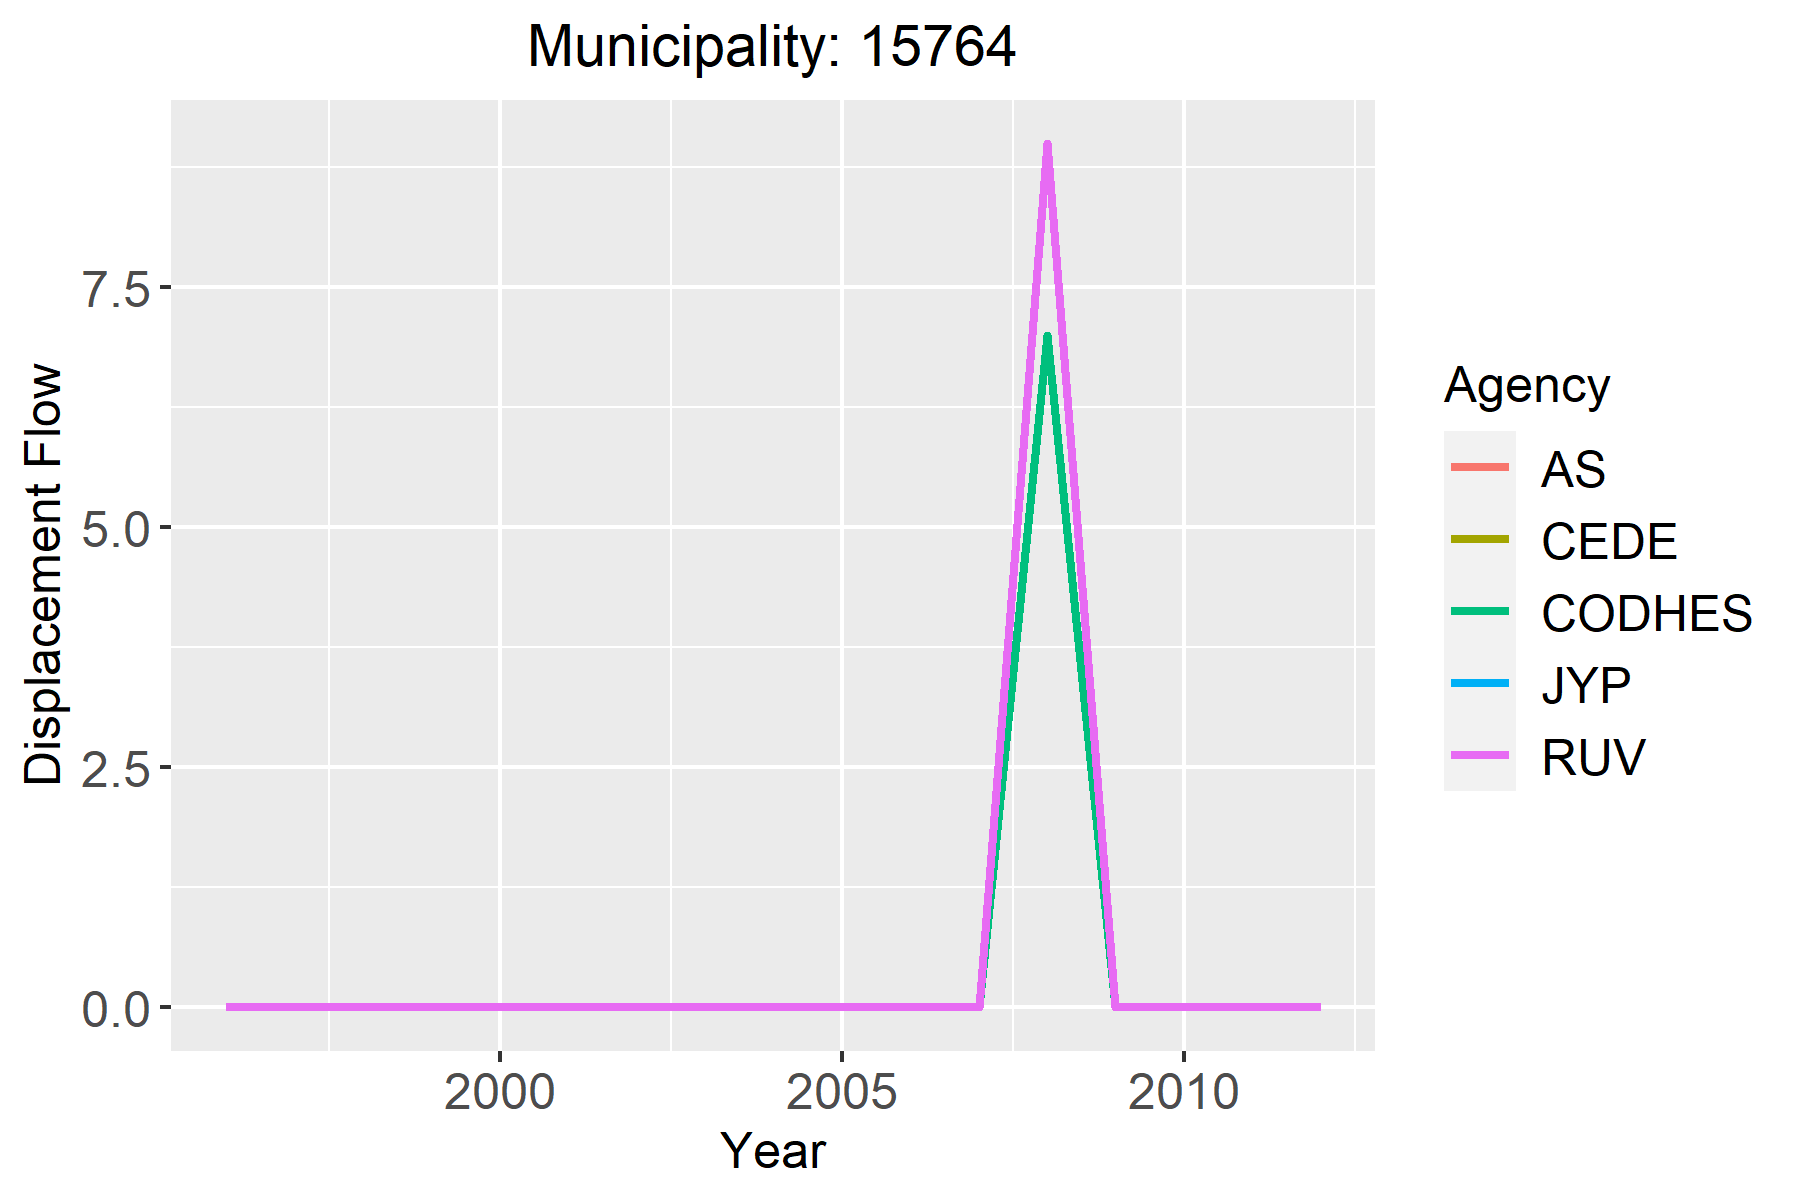 Municipality: 15764
Displacement Flow
7.5
5.0
2.5
0.0
2000
2005
2010
Year
Agency
AS
CEDE
CODHES
JYP
RUV